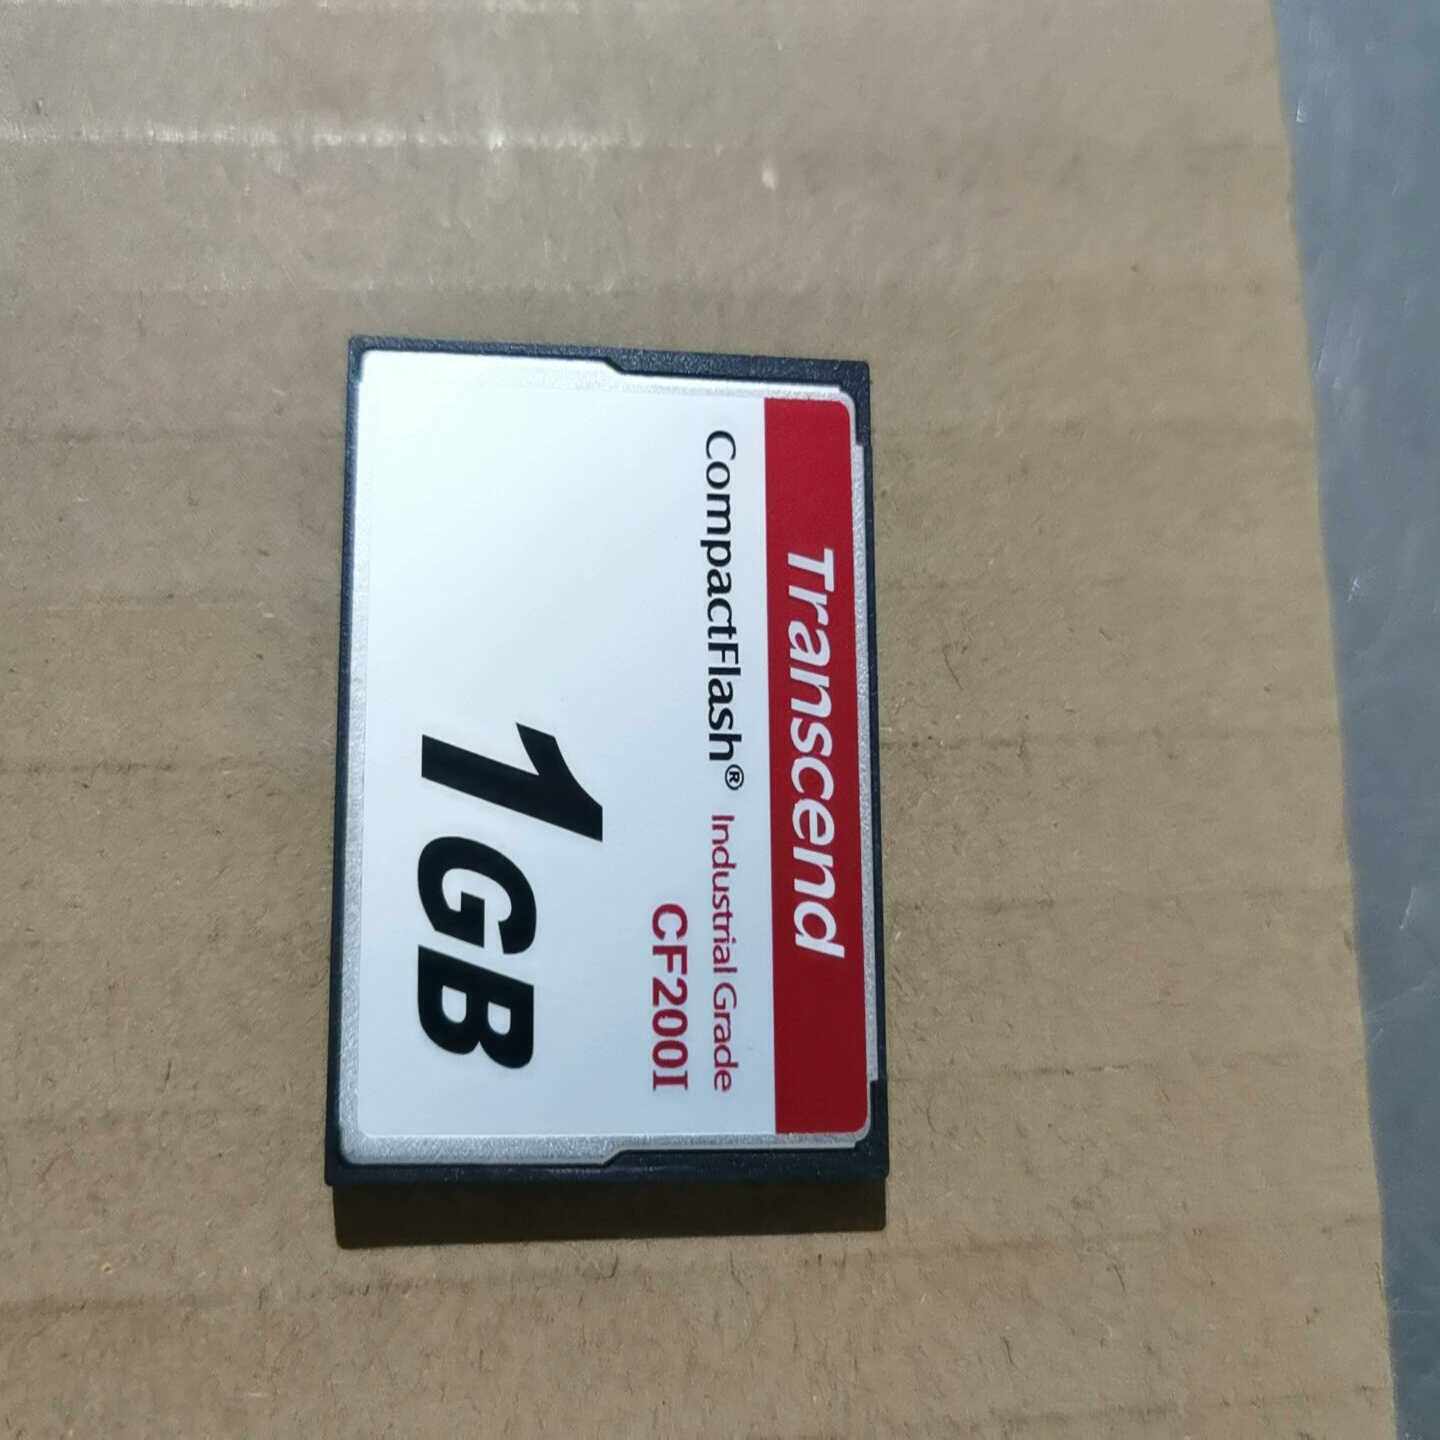 Transcend
CompactFlash® Industrial Grade
CF200I
1GB